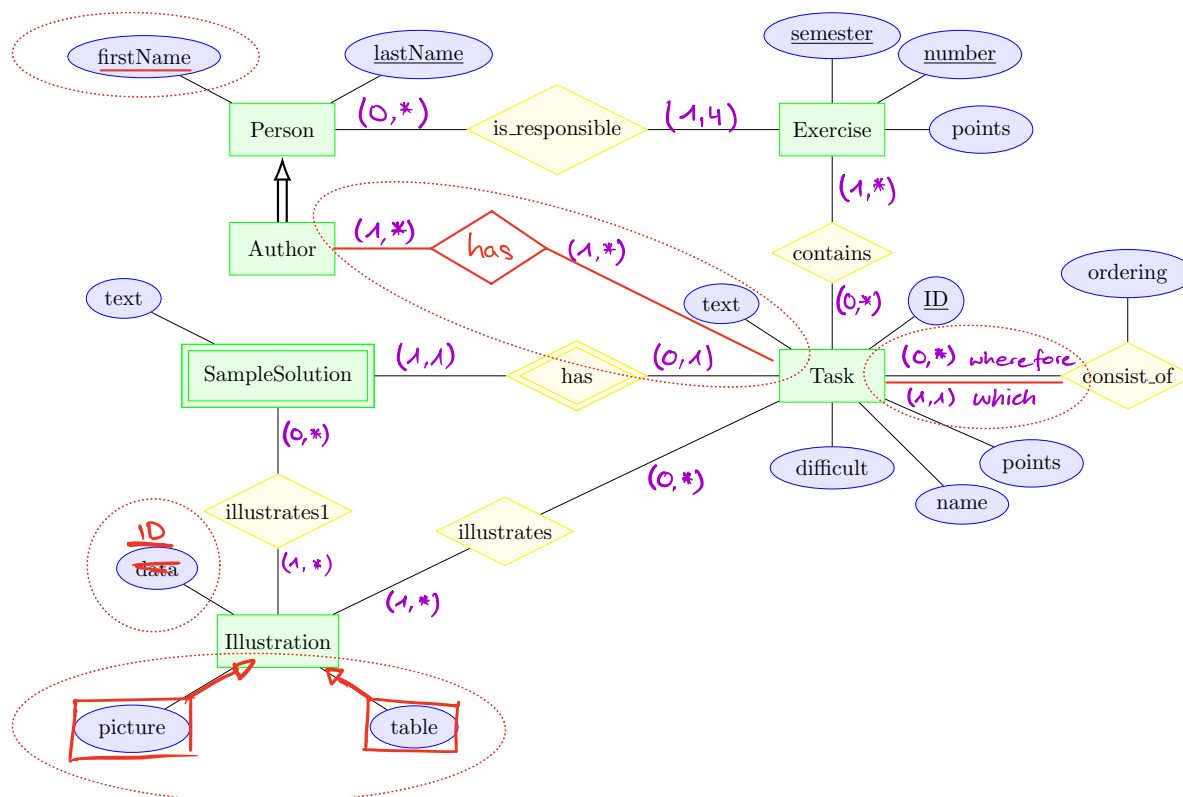 semester
firstName
lastName
number
(0,*)
(1,4)
Person
is_responsible
Exercise
points
(1,*)
(1,*)
has
(1,*)
Author
contains
ordering
text
text
(0,*)
ID
(1,1)
(0,1)
(0,*) wherefore
SampleSolution
has
Task
consist_of
(1,1) which
(0,*)
difficult
points
(0,*)
name
illustrates1
illustrates
ID
data
(1,*)
(1,*)
Illustration
picture
table